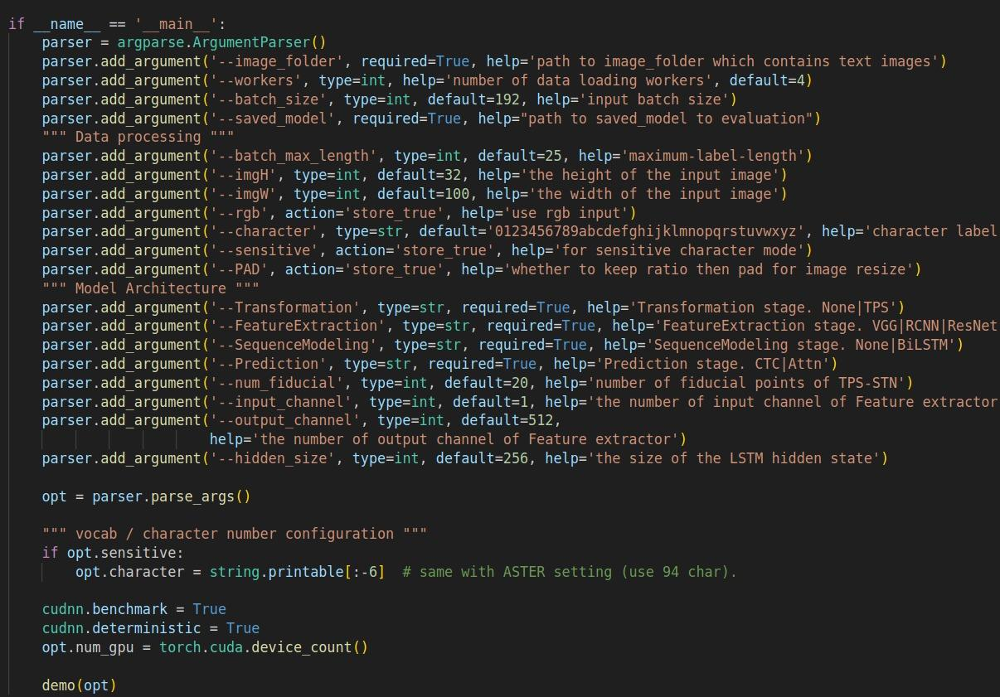 if __name__ == '__main__':
    parser = argparse.ArgumentParser()
    parser.add_argument('--image_folder', required=True, help='path to image_folder which contains text images')
    parser.add_argument('--workers', type=int, help='number of data loading workers', default=4)
    parser.add_argument('--batch_size', type=int, default=192, help='input batch size')
    parser.add_argument('--saved_model', required=True, help="path to saved_model to evaluation")
    """ Data processing """
    parser.add_argument('--batch_max_length', type=int, default=25, help='maximum-label-length')
    parser.add_argument('--imgH', type=int, default=32, help='the height of the input image')
    parser.add_argument('--imgW', type=int, default=100, help='the width of the input image')
    parser.add_argument('--rgb', action='store_true', help='use rgb input')
    parser.add_argument('--character', type=str, default='0123456789abcdefghijklmnopqrstuvwxyz', help='character label
    parser.add_argument('--sensitive', action='store_true', help='for sensitive character mode')
    parser.add_argument('--PAD', action='store_true', help='whether to keep ratio then pad for image resize')
    """ Model Architecture """
    parser.add_argument('--Transformation', type=str, required=True, help='Transformation stage. None|TPS')
    parser.add_argument('--FeatureExtraction', type=str, required=True, help='FeatureExtraction stage. VGG|RCNN|ResNet
    parser.add_argument('--SequenceModeling', type=str, required=True, help='SequenceModeling stage. None|BiLSTM')
    parser.add_argument('--Prediction', type=str, required=True, help='Prediction stage. CTC|Attn')
    parser.add_argument('--num_fiducial', type=int, default=20, help='number of fiducial points of TPS-STN')
    parser.add_argument('--input_channel', type=int, default=1, help='the number of input channel of Feature extractor
    parser.add_argument('--output_channel', type=int, default=512,
                        help='the number of output channel of Feature extractor')
    parser.add_argument('--hidden_size', type=int, default=256, help='the size of the LSTM hidden state')

    opt = parser.parse_args()

    """ vocab / character number configuration """
    if opt.sensitive:
        opt.character = string.printable[:-6]  # same with ASTER setting (use 94 char).

    cudnn.benchmark = True
    cudnn.deterministic = True
    opt.num_gpu = torch.cuda.device_count()

    demo(opt)